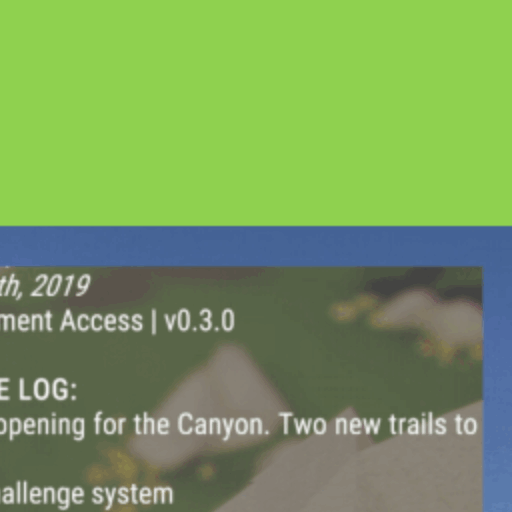 th, 2019
ment Access | v0.3.0
E LOG:
opening for the Canyon. Two new trails to
allenge system